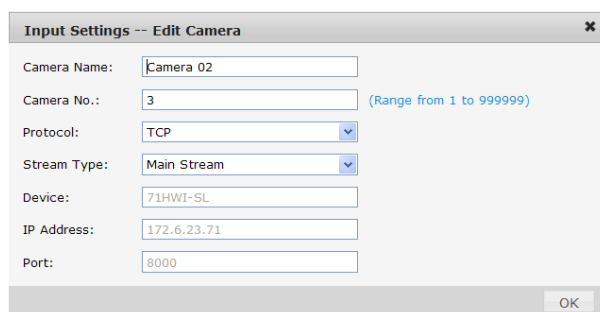 Input Settings -- Edit Camera
Camera Name: Camera 02
Camera No.: 3 (Range from 1 to 999999)
Protocol: TCP
Stream Type: Main Stream
Device: 71HWI-SL
IP Address: 172.6.23.71
Port: 8000
OK